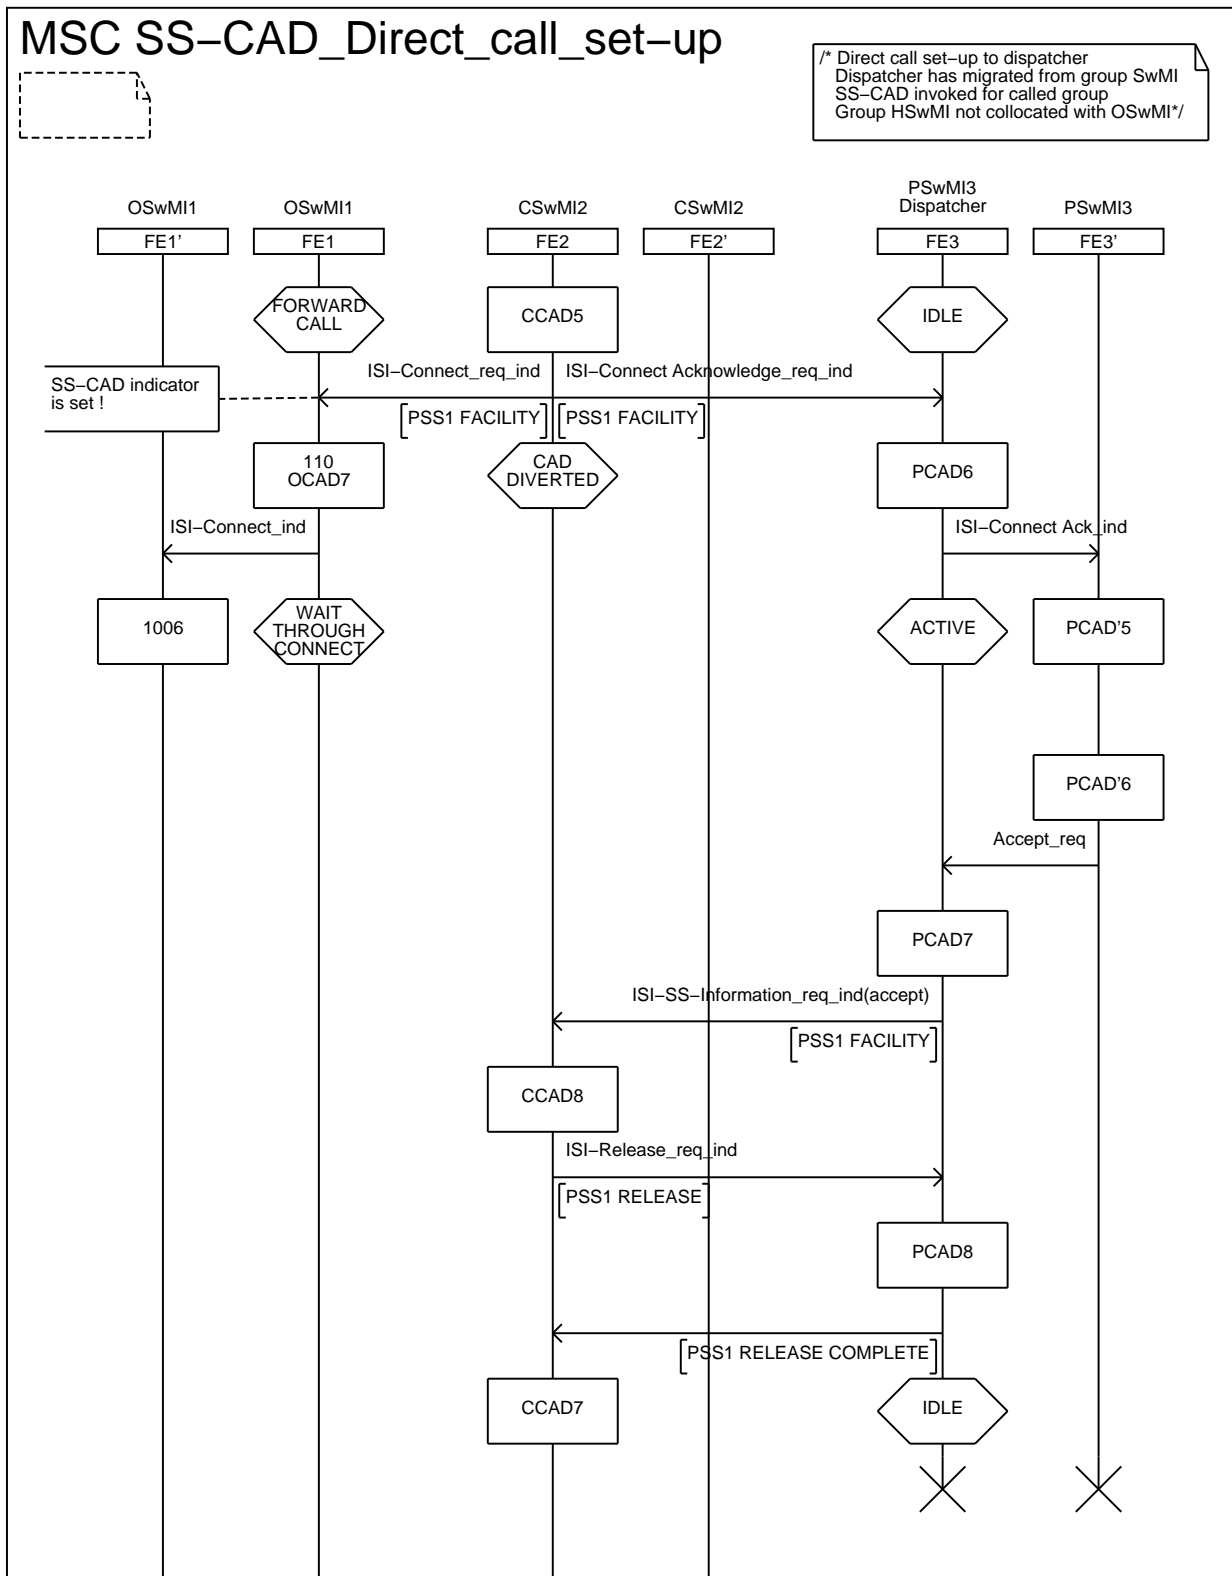 MSC SS−CAD_Direct_call_set−up
/* Direct call set−up to dispatcher
Dispatcher has migrated from group SwMI
SS−CAD invoked for called group
Group HSwMI not collocated with OSwMI*/
OSwMI1
OSwMI1
CSwMI2
CSwMI2
PSwMI3
Dispatcher
PSwMI3
FE1'
FE1
FE2
FE2'
FE3
FE3'
FORWARD
CALL
CCAD5
IDLE
ISI−Connect_req_ind
ISI−Connect Acknowledge_req_ind
SS−CAD indicator
is set !
[PSS1 FACILITY]
[PSS1 FACILITY]
110
OCAD7
CAD
DIVERTED
PCAD6
ISI−Connect_ind
ISI−Connect Ack_ind
1006
WAIT
THROUGH
CONNECT
ACTIVE
PCAD'5
PCAD'6
Accept_req
PCAD7
ISI−SS−Information_req_ind(accept)
[PSS1 FACILITY]
CCAD8
ISI−Release_req_ind
[PSS1 RELEASE]
PCAD8
[PSS1 RELEASE COMPLETE]
CCAD7
IDLE